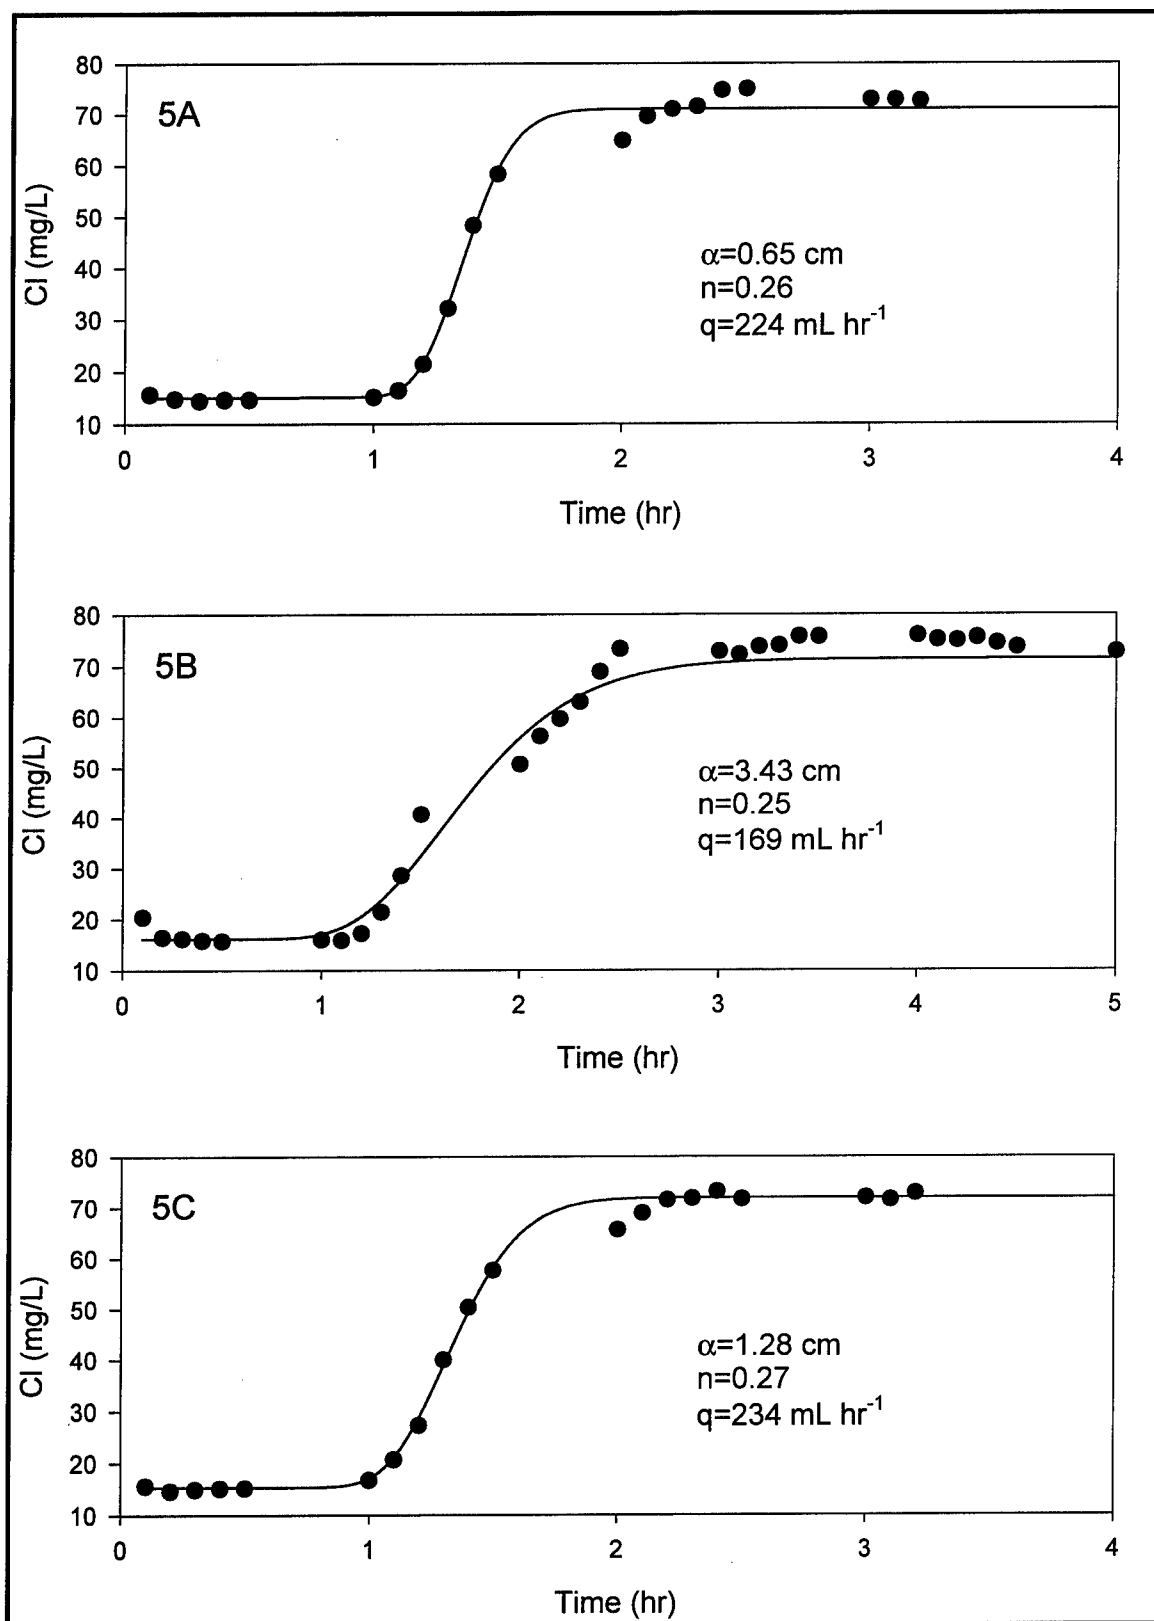 80
70
60
50
40
30
20
10
Cl (mg/L)
5A
α=0.65 cm
n=0.26
q=224 mL hr⁻¹
0 1 2 3 4
Time (hr)
80
70
60
50
40
30
20
10
Cl (mg/L)
5B
α=3.43 cm
n=0.25
q=169 mL hr⁻¹
0 1 2 3 4 5
Time (hr)
80
70
60
50
40
30
20
10
Cl (mg/L)
5C
α=1.28 cm
n=0.27
q=234 mL hr⁻¹
0 1 2 3 4
Time (hr)